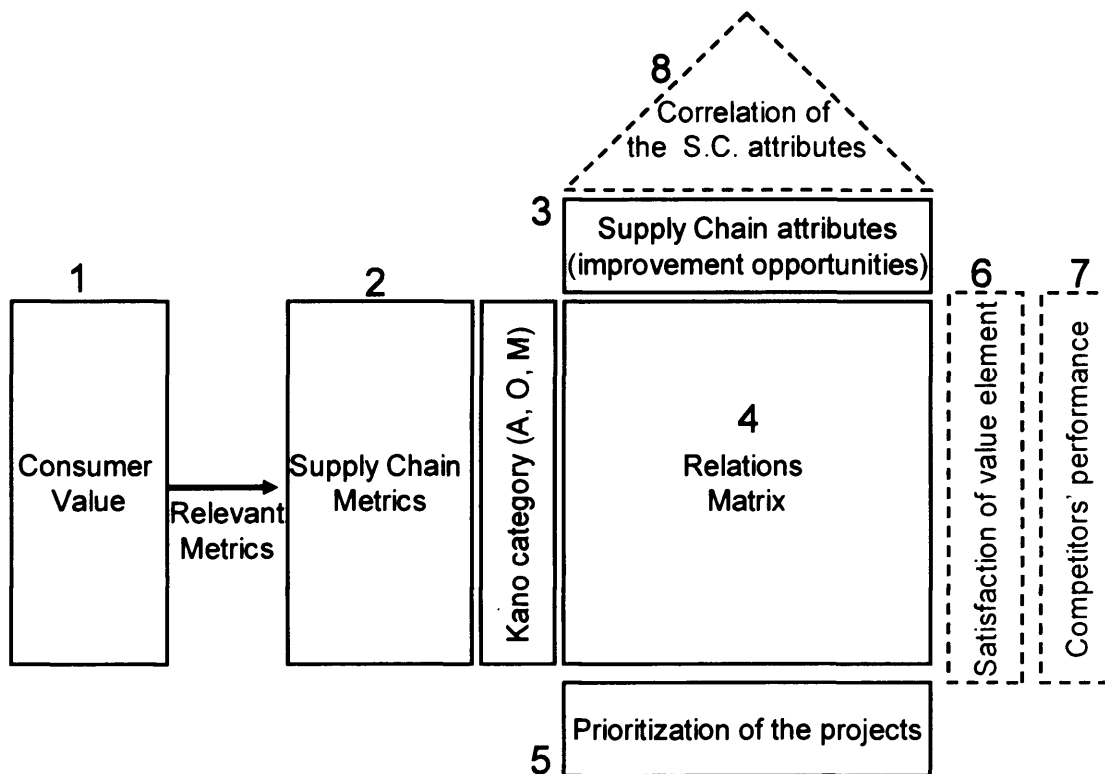 8
Correlation of
the S.C. attributes
3
Supply Chain attributes
(improvement opportunities)
1
2
6
7
Consumer
Value
Relevant
Metrics
Supply Chain
Metrics
Kano category (A, O, M)
4
Relations
Matrix
Satisfaction of value element
Competitors' performance
5
Prioritization of the projects